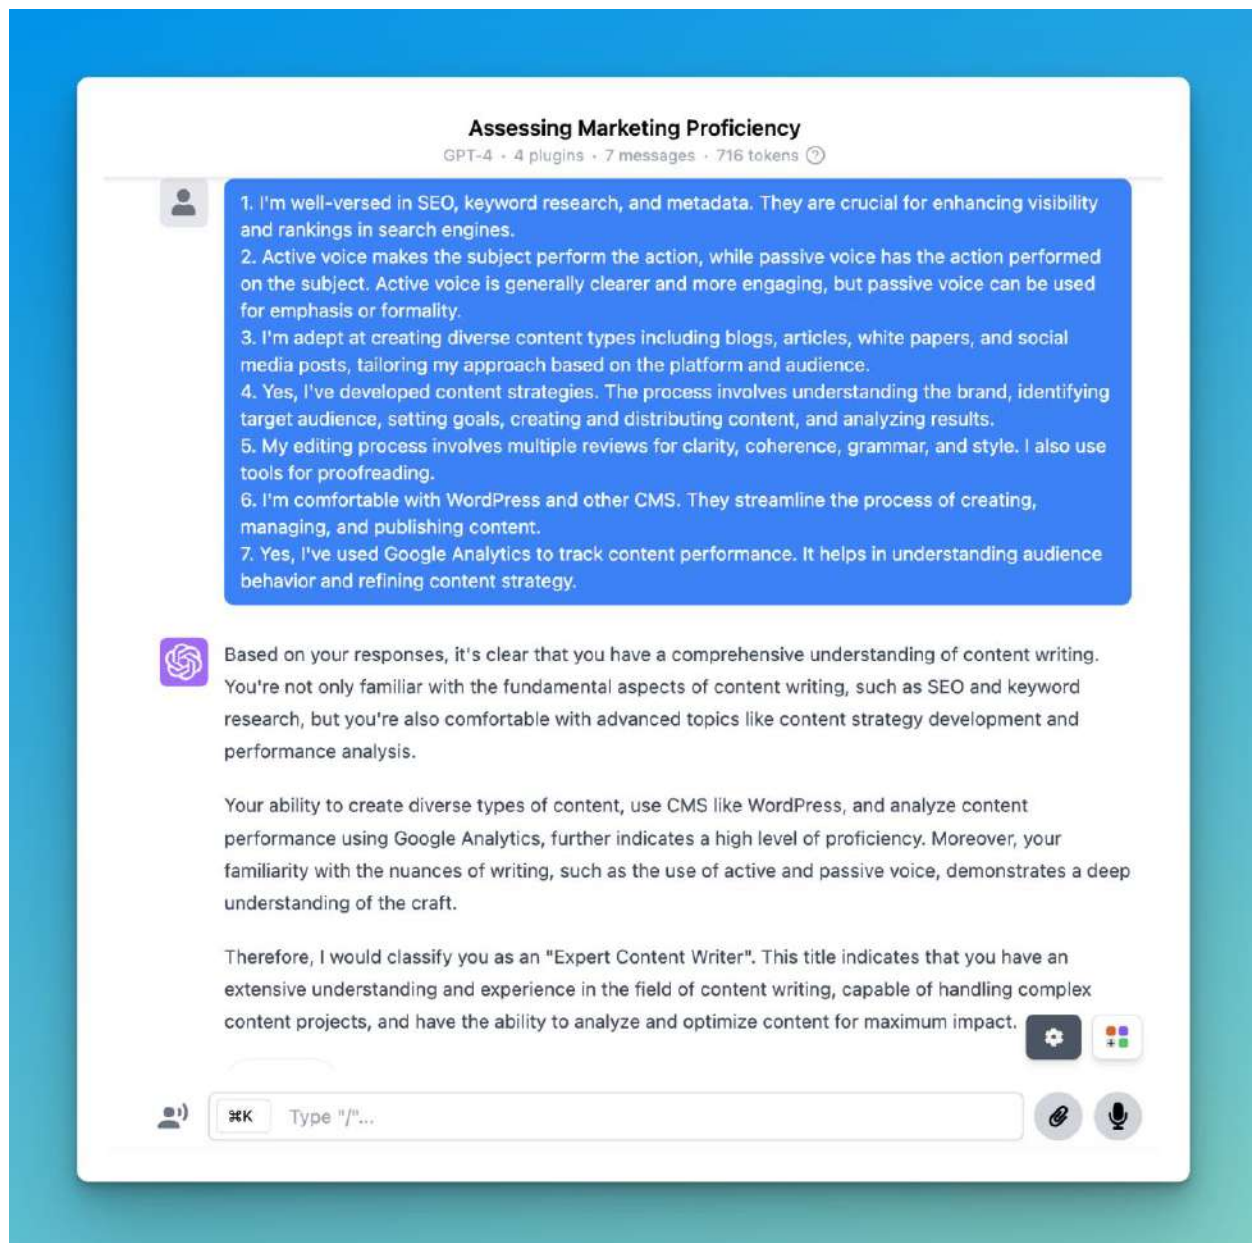 Assessing Marketing Proficiency
GPT-4 • 4 plugins • 7 messages • 716 tokens ?
1. I'm well-versed in SEO, keyword research, and metadata. They are crucial for enhancing visibility
and rankings in search engines.
2. Active voice makes the subject perform the action, while passive voice has the action performed
on the subject. Active voice is generally clearer and more engaging, but passive voice can be used
for emphasis or formality.
3. I'm adept at creating diverse content types including blogs, articles, white papers, and social
media posts, tailoring my approach based on the platform and audience.
4. Yes, I've developed content strategies. The process involves understanding the brand, identifying
target audience, setting goals, creating and distributing content, and analyzing results.
5. My editing process involves multiple reviews for clarity, coherence, grammar, and style. I also use
tools for proofreading.
6. I'm comfortable with WordPress and other CMS. They streamline the process of creating,
managing, and publishing content.
7. Yes, I've used Google Analytics to track content performance. It helps in understanding audience
behavior and refining content strategy.
Based on your responses, it's clear that you have a comprehensive understanding of content writing.
You're not only familiar with the fundamental aspects of content writing, such as SEO and keyword
research, but you're also comfortable with advanced topics like content strategy development and
performance analysis.
Your ability to create diverse types of content, use CMS like WordPress, and analyze content
performance using Google Analytics, further indicates a high level of proficiency. Moreover, your
familiarity with the nuances of writing, such as the use of active and passive voice, demonstrates a deep
understanding of the craft.
Therefore, I would classify you as an "Expert Content Writer". This title indicates that you have an
extensive understanding and experience in the field of content writing, capable of handling complex
content projects, and have the ability to analyze and optimize content for maximum impact.
⌘K Type "/"...